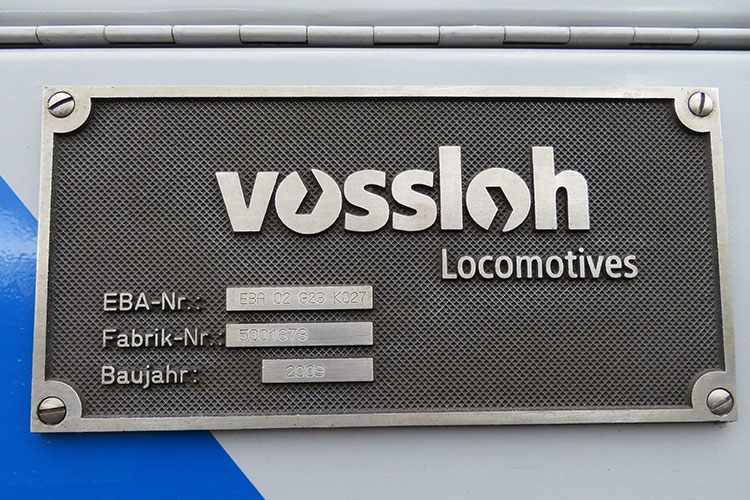 vossloh
Locomotives
EBA-Nr.: EBA 02 G23 K027
Fabrik-Nr.: 5001673
Baujahr: 2009